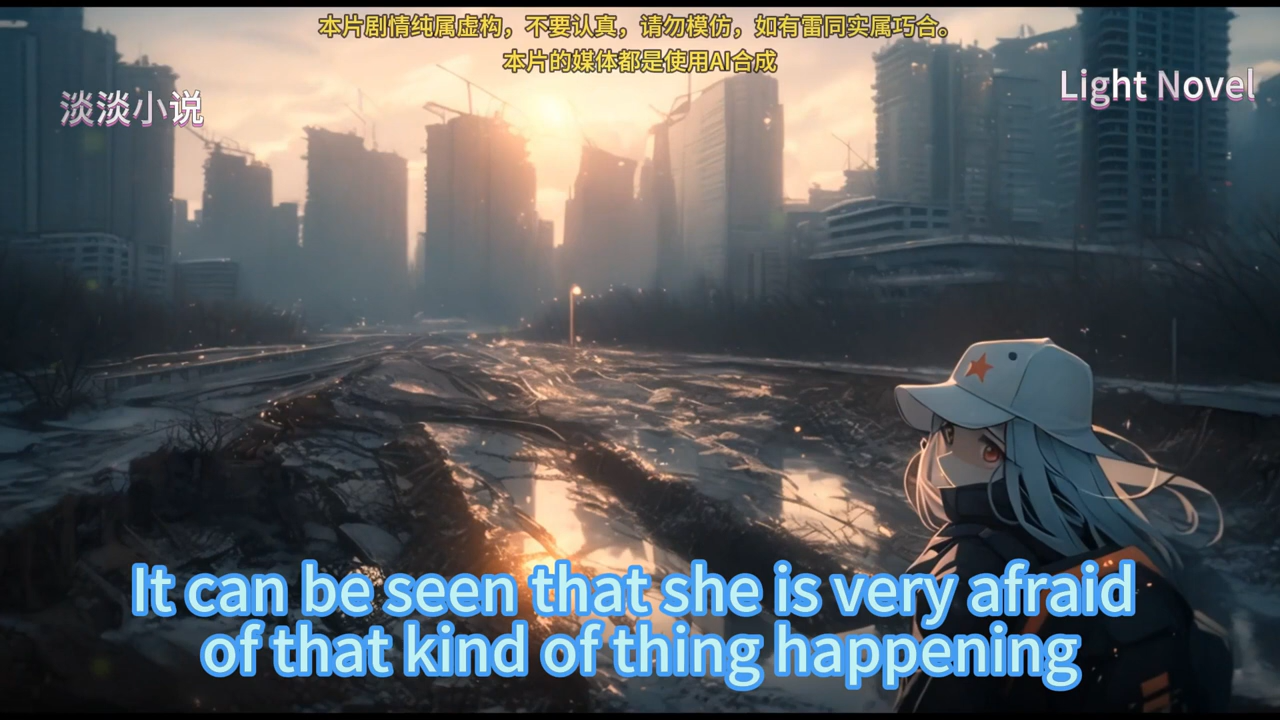 本片剧情纯属虚构，不要认真，请勿模仿，如有雷同实属巧合。
本片的媒体都是使用AI合成
淡淡小说
Light Novel
It can be seen that she is very afraid
of that kind of thing happening